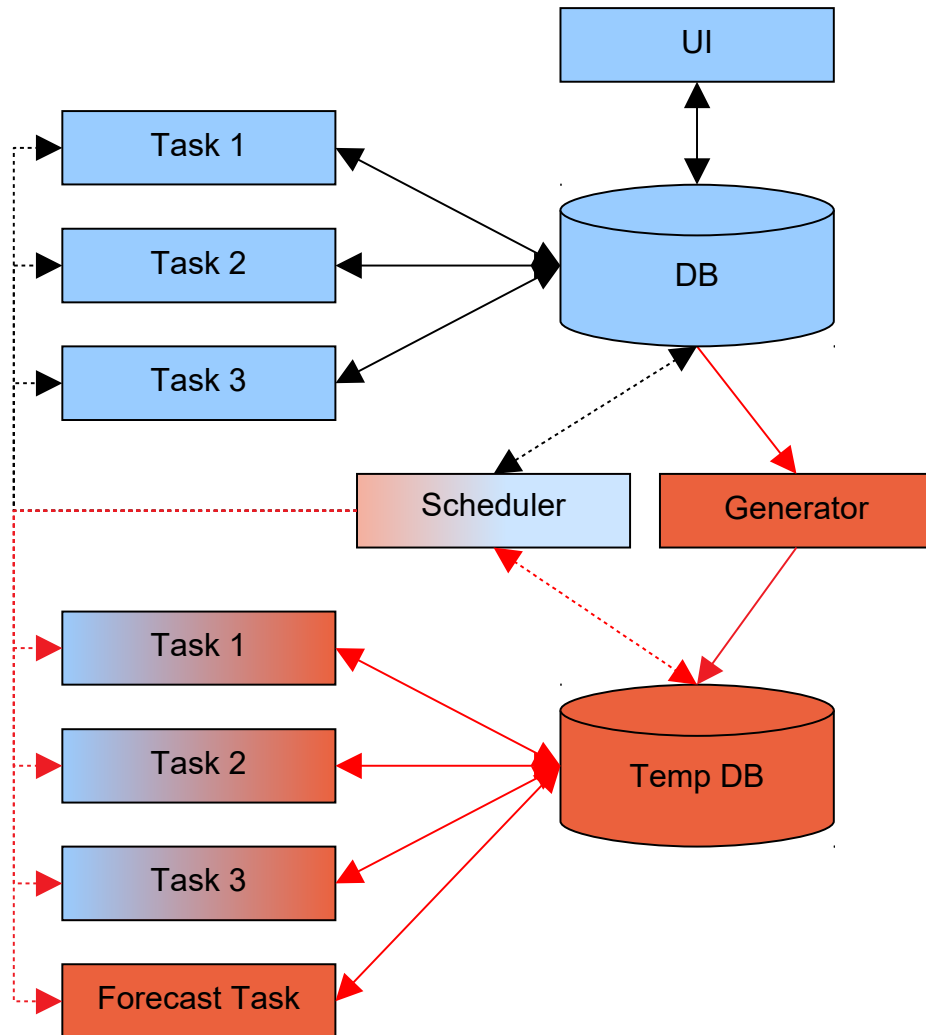 UI
Task 1
Task 2
DB
Task 3
Scheduler
Generator
Task 1
Task 2
Temp DB
Task 3
Forecast Task